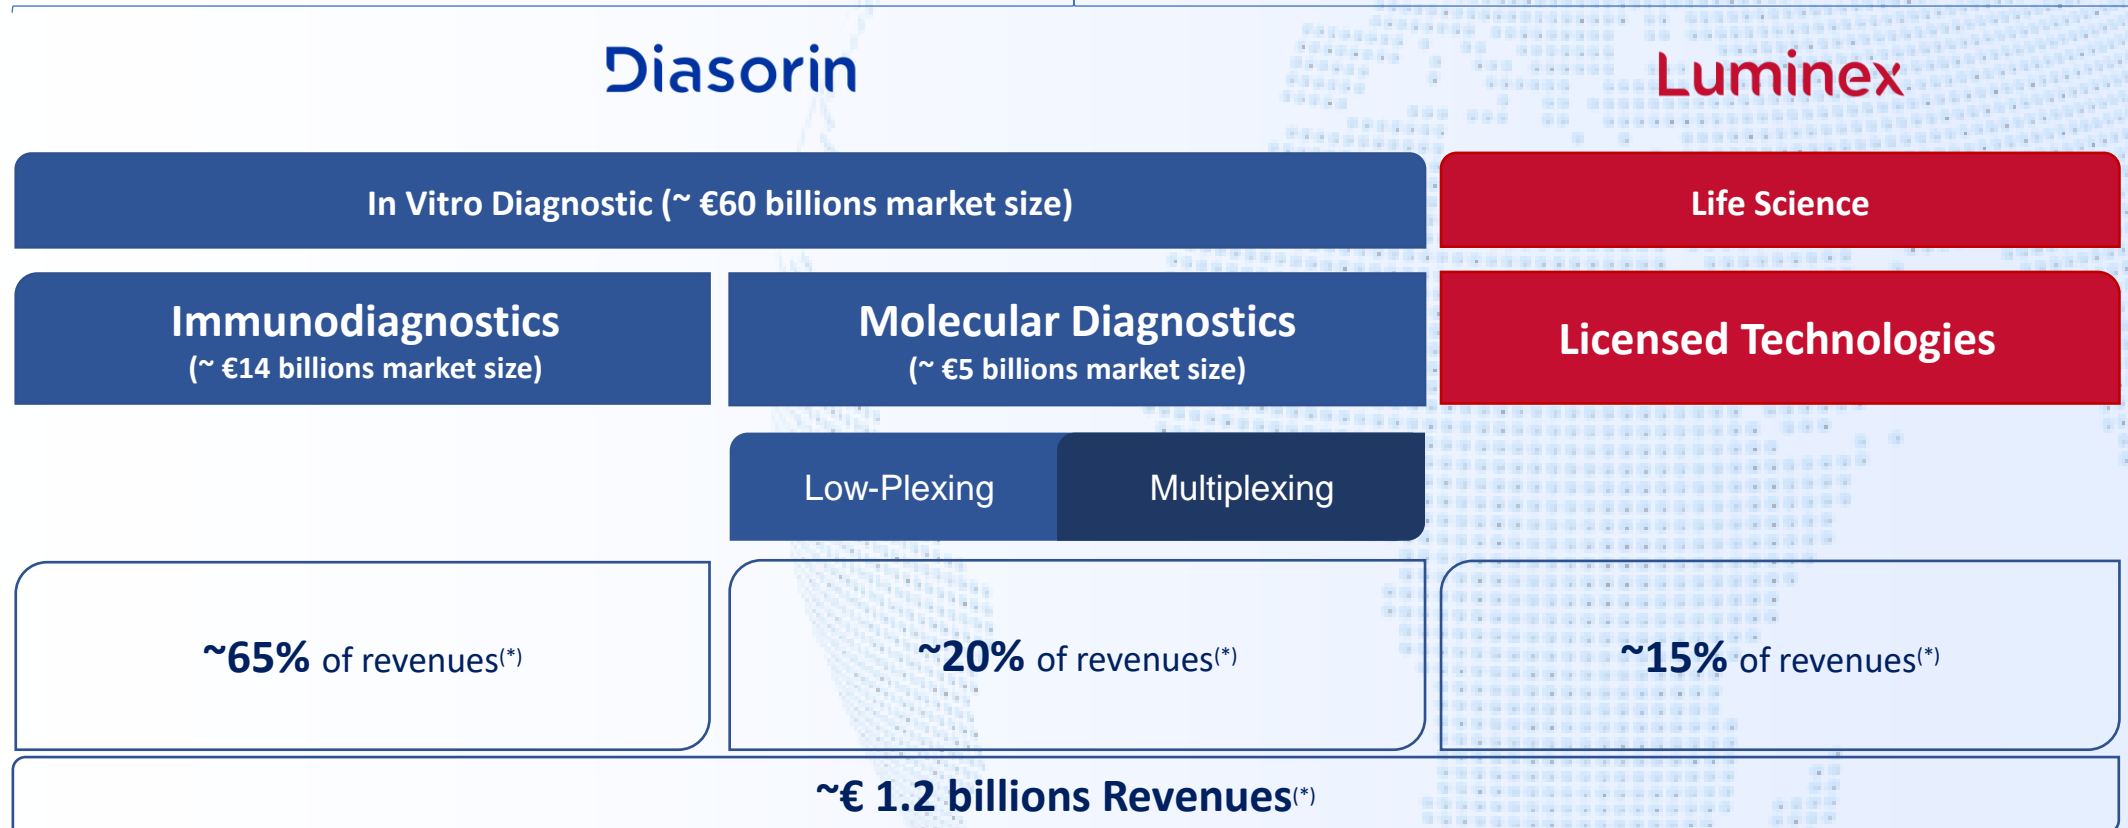 Diasorin
Luminex
In Vitro Diagnostic (~ €60 billions market size)
Life Science
Immunodiagnostics
(~ €14 billions market size)
Molecular Diagnostics
(~ €5 billions market size)
Licensed Technologies
Low-Plexing
Multiplexing
~65% of revenues(*)
~20% of revenues(*)
~15% of revenues(*)
~€ 1.2 billions Revenues(*)